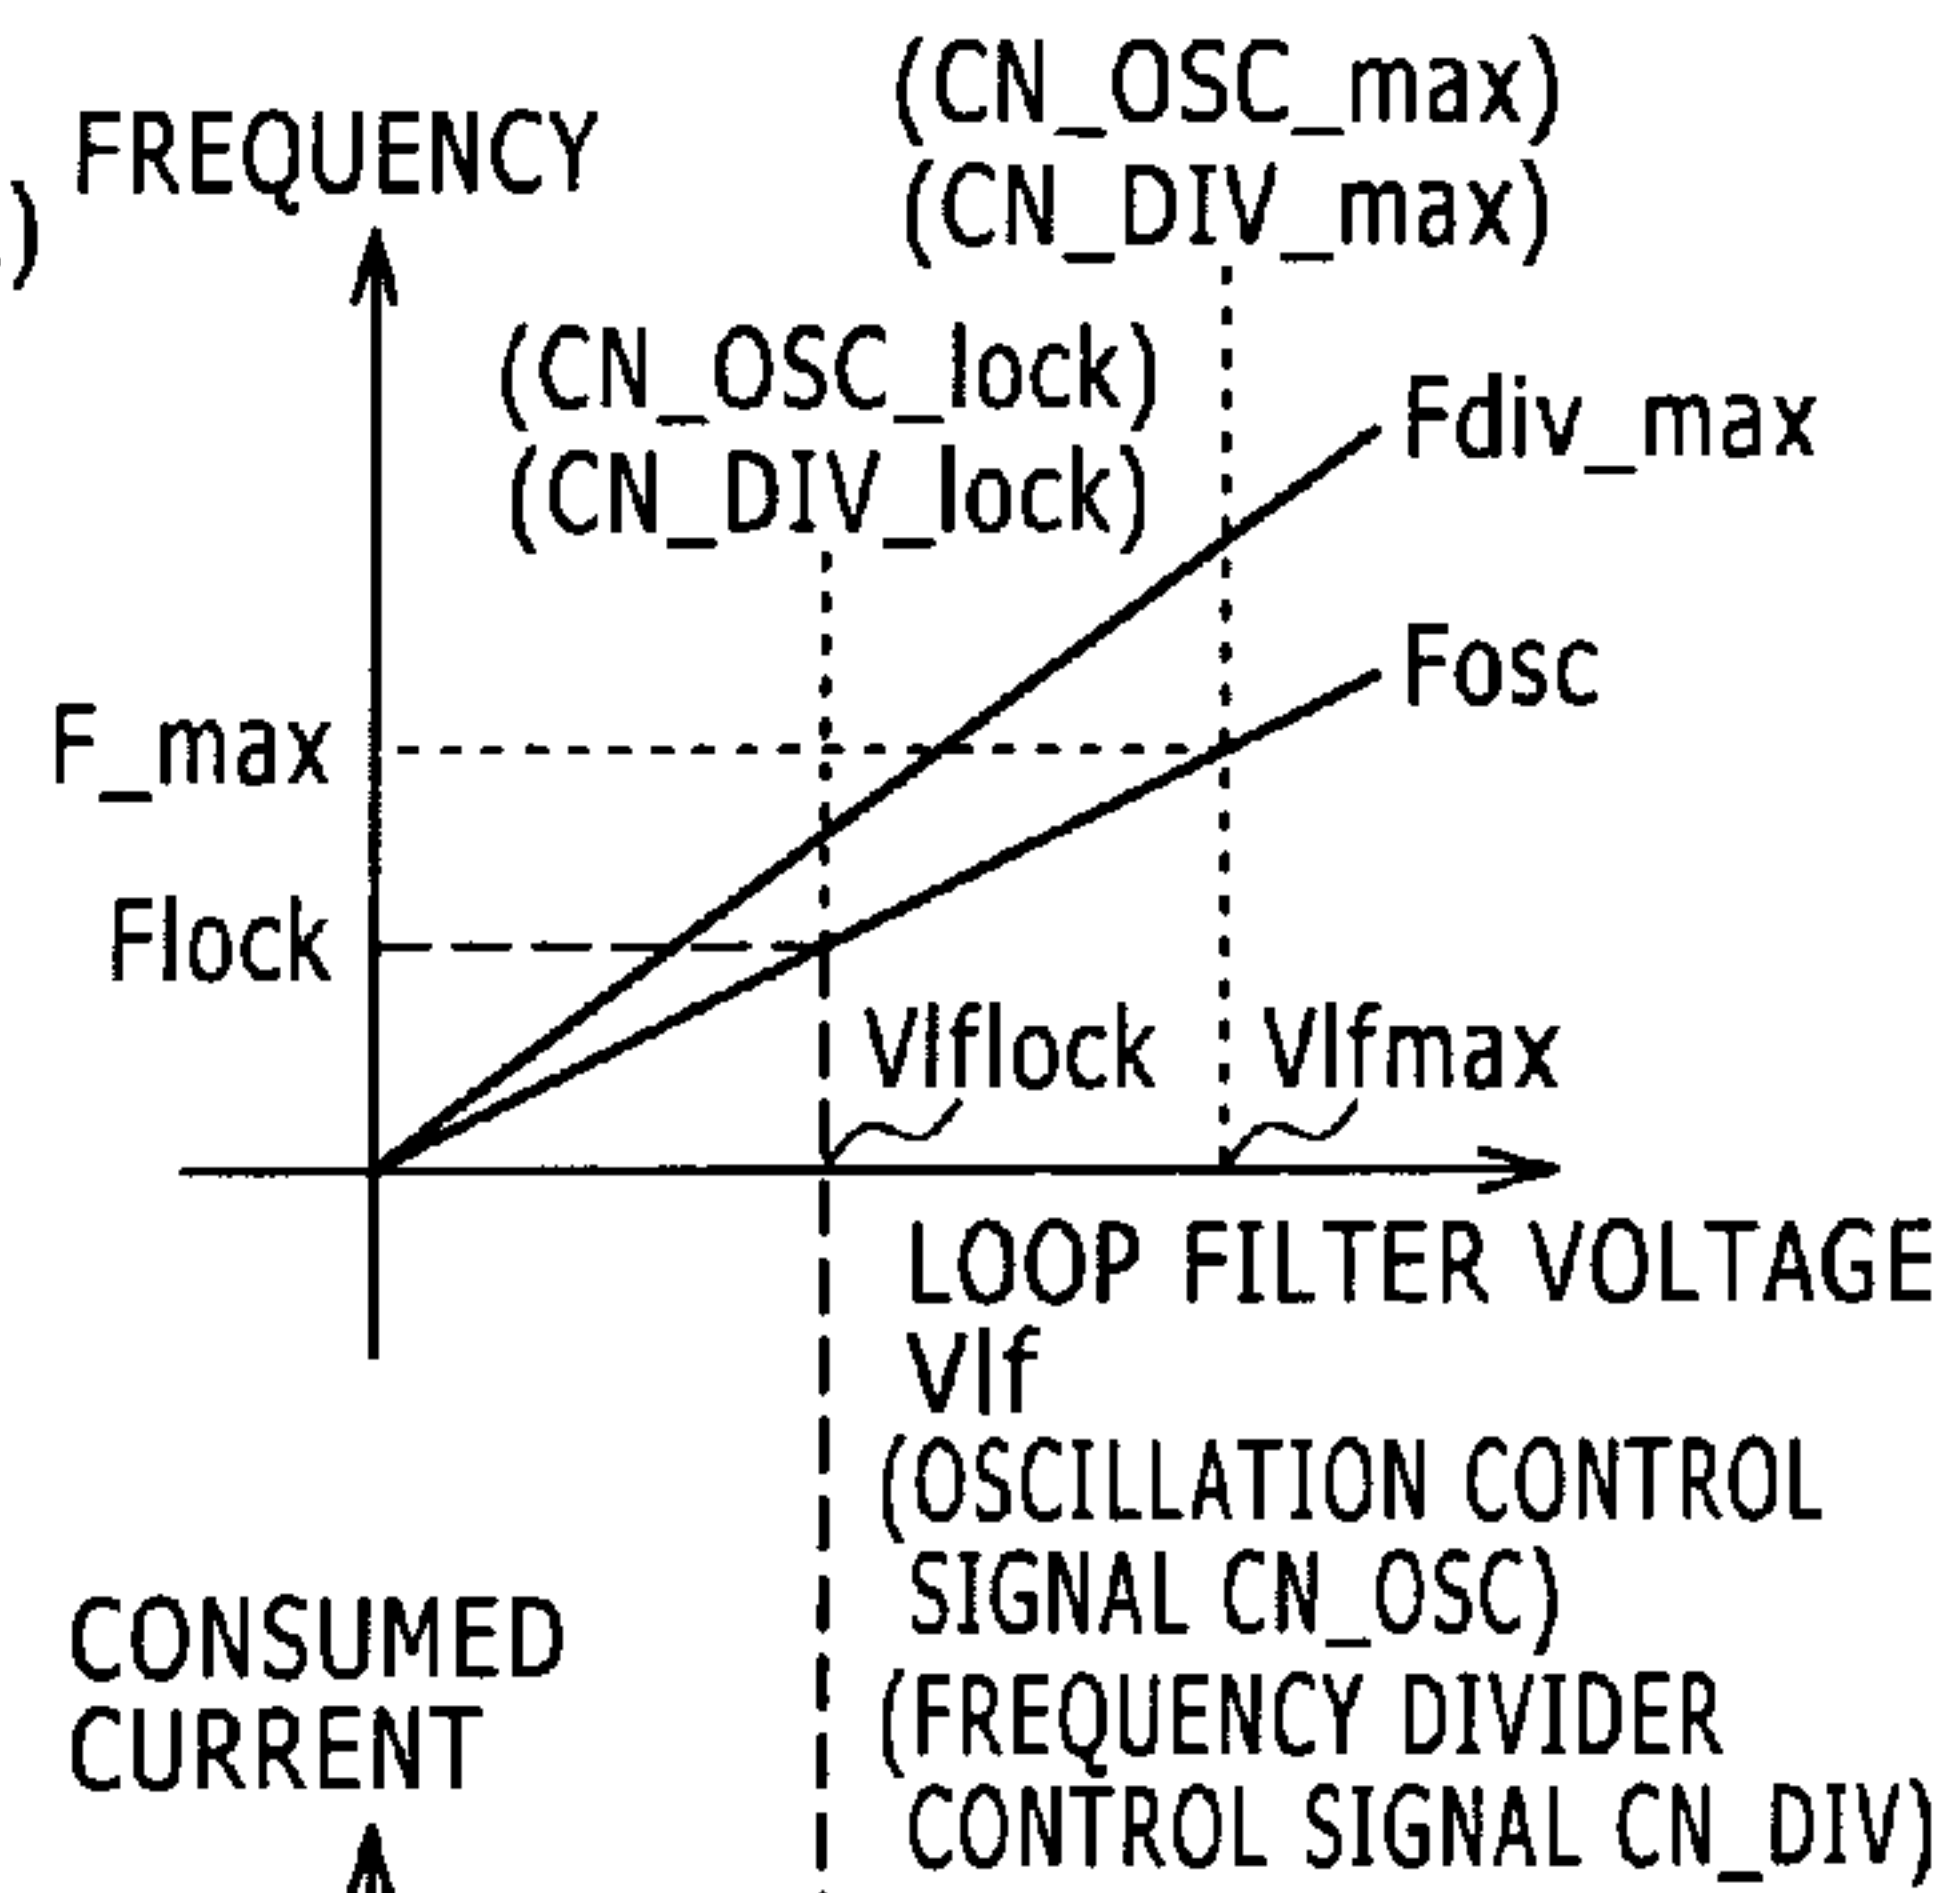 FREQUENCY
(CN_OSC_max)
(CN_DIV_max)
)
(CN_OSC_lock)
(CN_DIV_lock)
Fdiv_max
Fosc
F_max
Flock
Vlflock
Vlfmax
LOOP FILTER VOLTAGE
Vlf
(OSCILLATION CONTROL
SIGNAL CN_OSC)
(FREQUENCY DIVIDER
CONTROL SIGNAL CN_DIV)
CONSUMED
CURRENT